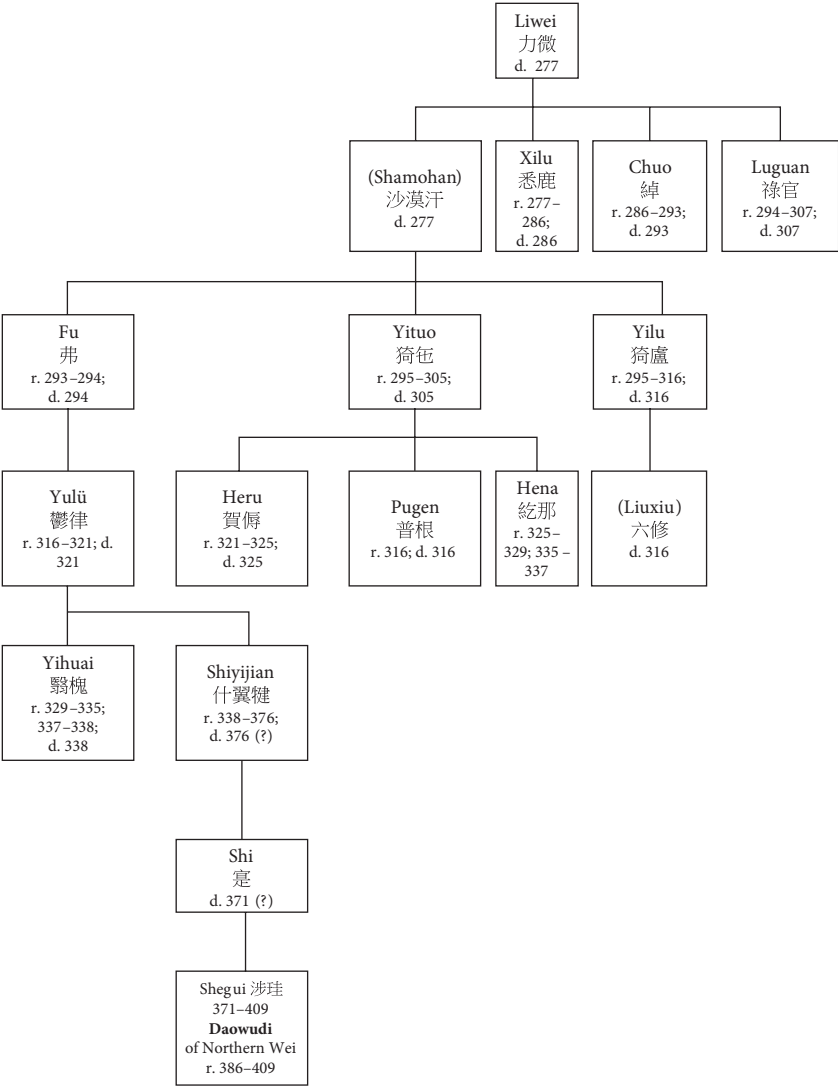 Liwei
力微
d. 277
(Shamohan)
沙漠汗
d. 277
Xilu
悉鹿
r. 277–
286;
d. 286
Chuo
綽
r. 286–293;
d. 293
Luguan
祿官
r. 294–307;
d. 307
Fu
弗
r. 293–294;
d. 294
Yituo
猗㐌
r. 295–305;
d. 305
Yilu
猗盧
r. 295–316;
d. 316
Yulü
鬱律
r. 316–321; d.
321
Heru
賀傉
r. 321–325;
d. 325
Pugen
普根
r. 316; d. 316
Hena
紇那
r. 325–
329; 335–
337
(Liuxiu)
六修
d. 316
Yihuai
翳槐
r. 329–335;
337–338;
d. 338
Shiyijian
什翼犍
r. 338–376;
d. 376 (?)
Shi
寔
d. 371 (?)
Shegui 涉珪
371–409
Daowudi
of Northern Wei
r. 386–409